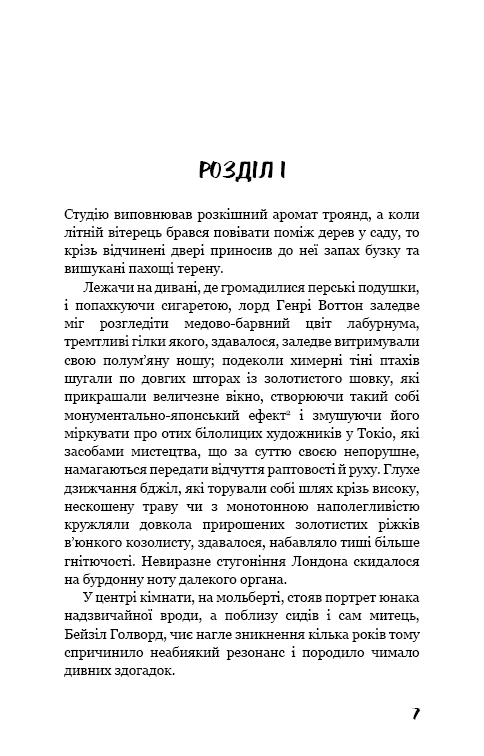 РОЗДІЛ І
Студію виповнював розкішний аромат троянд, а коли
літній вітерець брався повівати поміж дерев у саду, то
крізь відчинені двері приносив до неї запах бузку та
вишукані пахощі терену.
Лежачи на дивані, де громадилися перські подушки,
і попахкуючи сигаретою, лорд Генрі Воттон заледве
міг розгледіти медово-барвний цвіт лабурнума,
тремтливі гілки якого, здавалося, заледве витримували
свою полум’яну ношу; подеколи химерні тіні птахів
шугали по довгих шторах із золотистого шовку, які
прикрашали величезне вікно, створюючи такий собі
монументально-японський ефект² і змушуючи його
міркувати про отих білолицих художників у Токіо, які
засобами мистецтва, що за суттю своєю непорушне,
намагаються передати відчуття раптовості й руху. Глухе
дзижчання бджіл, які торували собі шлях крізь високу,
нескошену траву чи з монотонною наполегливістю
кружляли довкола припрошених золотистих ріжків
в’юнкого козолисту, здавалося, набавляло тиші більше
гнітючості. Невиразне стугоніння Лондона скидалося
на бурдонну ноту далекого органа.
У центрі кімнати, на мольберті, стояв портрет юнака
надзвичайної вроди, а поблизу сидів і сам митець,
Бейзіл Голворд, чиє нагле зникнення кілька років тому
спричинило неабиякий резонанс і породило чимало
дивних здогадок.
7